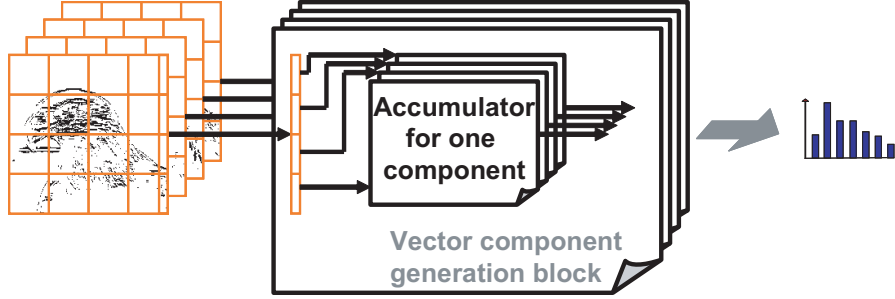 Accumulator
for one
component
Vector component
generation block